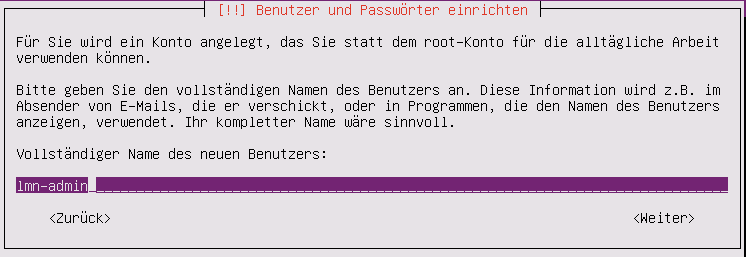 [!!] Benutzer und Passwörter einrichten
Für Sie wird ein Konto angelegt, das Sie statt dem root-Konto für die alltägliche Arbeit
verwenden können.
Bitte geben Sie den vollständigen Namen des Benutzers an. Diese Information wird z.B. im
Absender von E-Mails, die er verschickt, oder in Programmen, die den Namen des Benutzers
anzeigen, verwendet. Ihr kompletter Name wäre sinnvoll.
Vollständiger Name des neuen Benutzers:
lmn-admin
<Zurück> <Weiter>